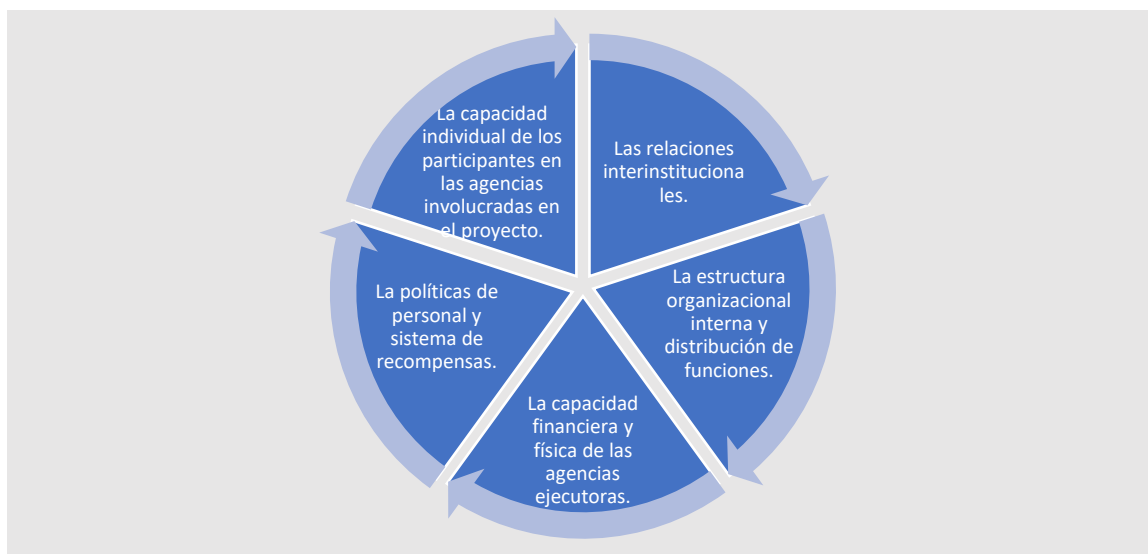 Las relaciones
interinstituciona
les.
La estructura
organizacional
interna y
distribución de
funciones.
La capacidad
financiera y
física de las
agencias
ejecutoras.
La políticas de
personal y
sistema de
recompensas.
La capacidad
individual de los
participantes en
las agencias
involucradas en
el proyecto.